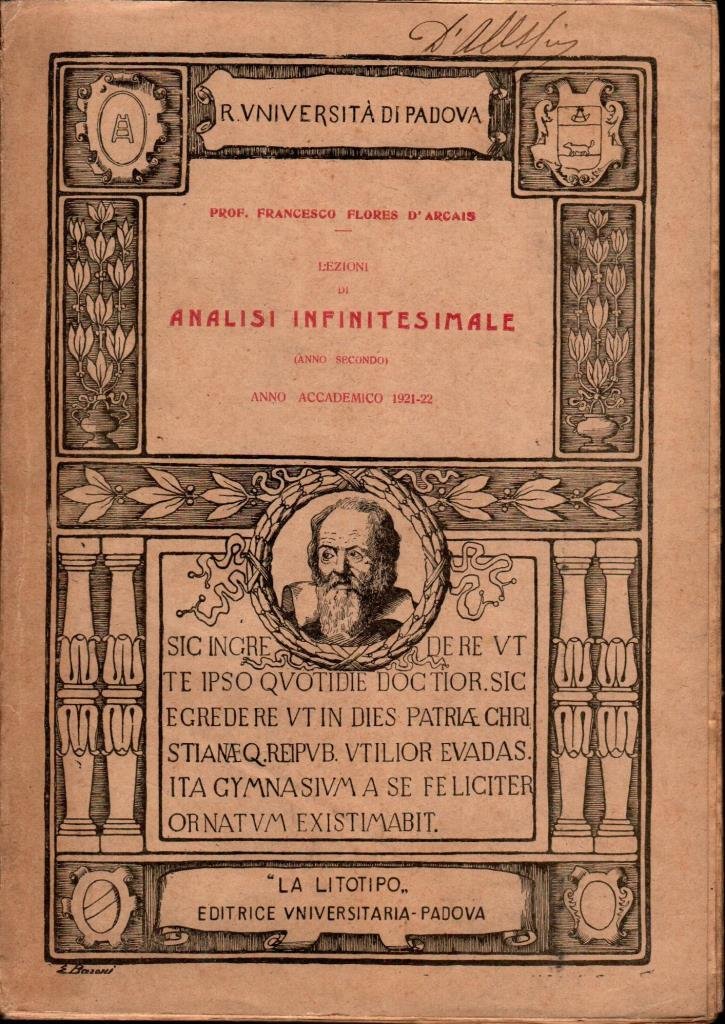 R. VNIVERSITÀ DI PADOVA
PROF. FRANCESCO FLORES D'ARCAIS
LEZIONI
DI
ANALISI INFINITESIMALE
(ANNO SECONDO)
ANNO ACCADEMICO 1921-22
SIC INGRE DERE VT
TE IPSO QVOTIDIE DOCTIOR. SIC
EGREDERE VT IN DIES PATRIÆ CHRI
STIANÆQ. REIPVB. VTILIOR EVADAS.
ITA GYMNASIVM A SE FELICITER
ORNATVM EXISTIMABIT.
"LA LITOTIPO„
EDITRICE VNIVERSITARIA-PADOVA